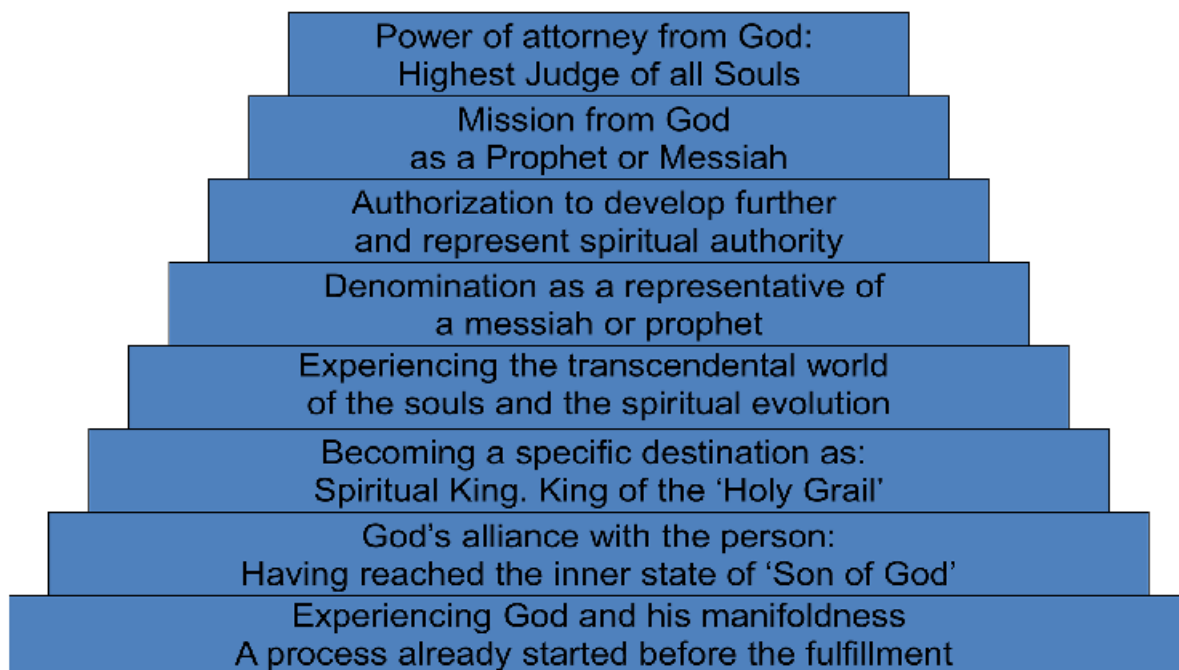 Power of attorney from God:
Highest Judge of all Souls
Mission from God
as a Prophet or Messiah
Authorization to develop further
and represent spiritual authority
Denomination as a representative of
a messiah or prophet
Experiencing the transcendental world
of the souls and the spiritual evolution
Becoming a specific destination as:
Spiritual King. King of the ‘Holy Grail’
God’s alliance with the person:
Having reached the inner state of ‘Son of God’
Experiencing God and his manifoldness
A process already started before the fulfillment